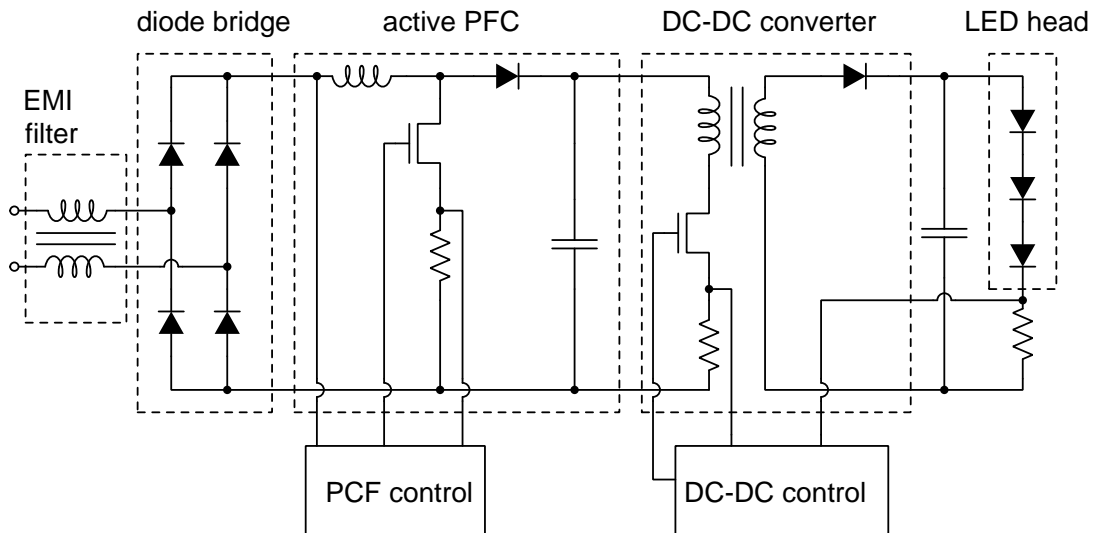 diode bridge
active PFC
DC-DC converter
LED head
EMI
filter
PCF control
DC-DC control